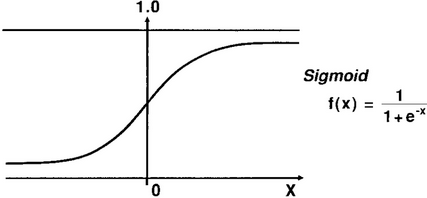 1.0
Sigmoid
f(x) = 1 / 1+e^-x
0 X